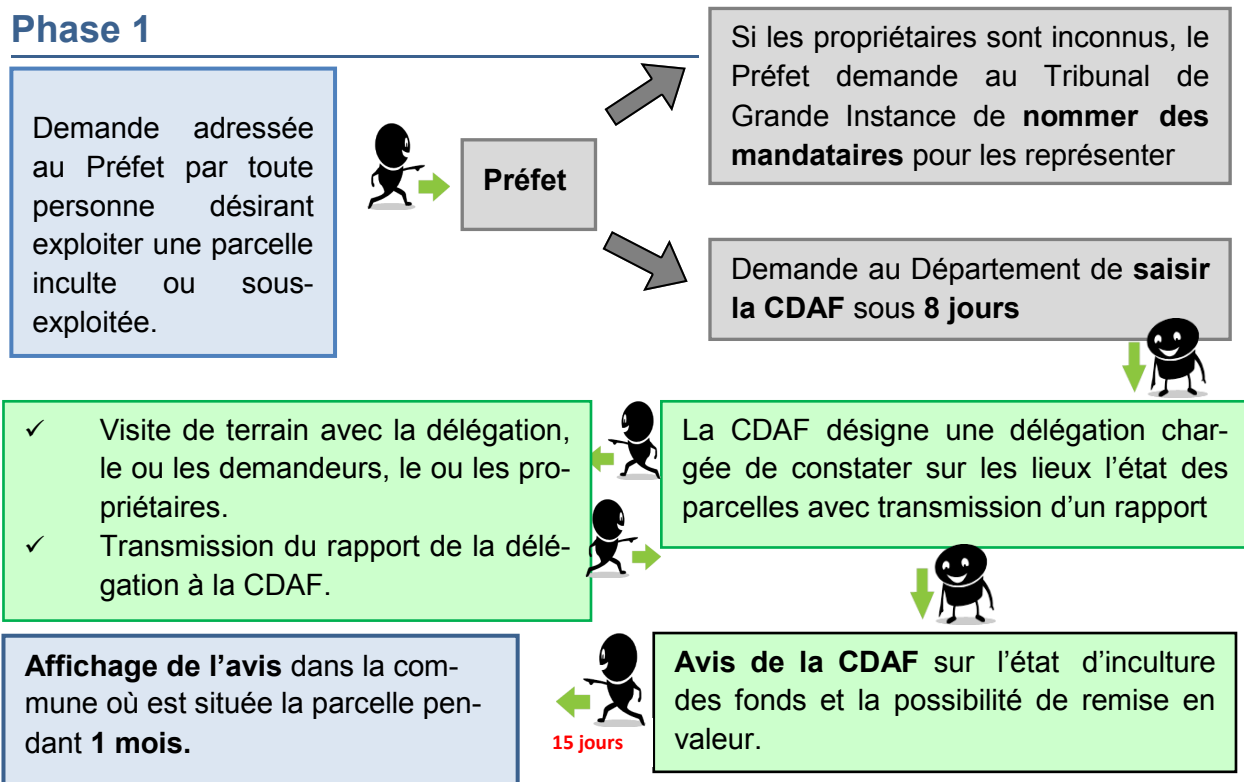 Phase 1
Demande adressée
au Préfet par toute
personne désirant
exploiter une parcelle
inculte ou sous-
exploitée.
Préfet
Si les propriétaires sont inconnus, le
Préfet demande au Tribunal de
Grande Instance de nommer des
mandataires pour les représenter
Demande au Département de saisir
la CDAF sous 8 jours
La CDAF désigne une délégation char-
gée de constater sur les lieux l’état des
parcelles avec transmission d’un rapport
✓ Visite de terrain avec la délégation,
le ou les demandeurs, le ou les pro-
priétaires.
✓ Transmission du rapport de la délé-
gation à la CDAF.
Avis de la CDAF sur l’état d’inculture
des fonds et la possibilité de remise en
valeur.
15 jours
Affichage de l’avis dans la com-
mune où est située la parcelle pen-
dant 1 mois.